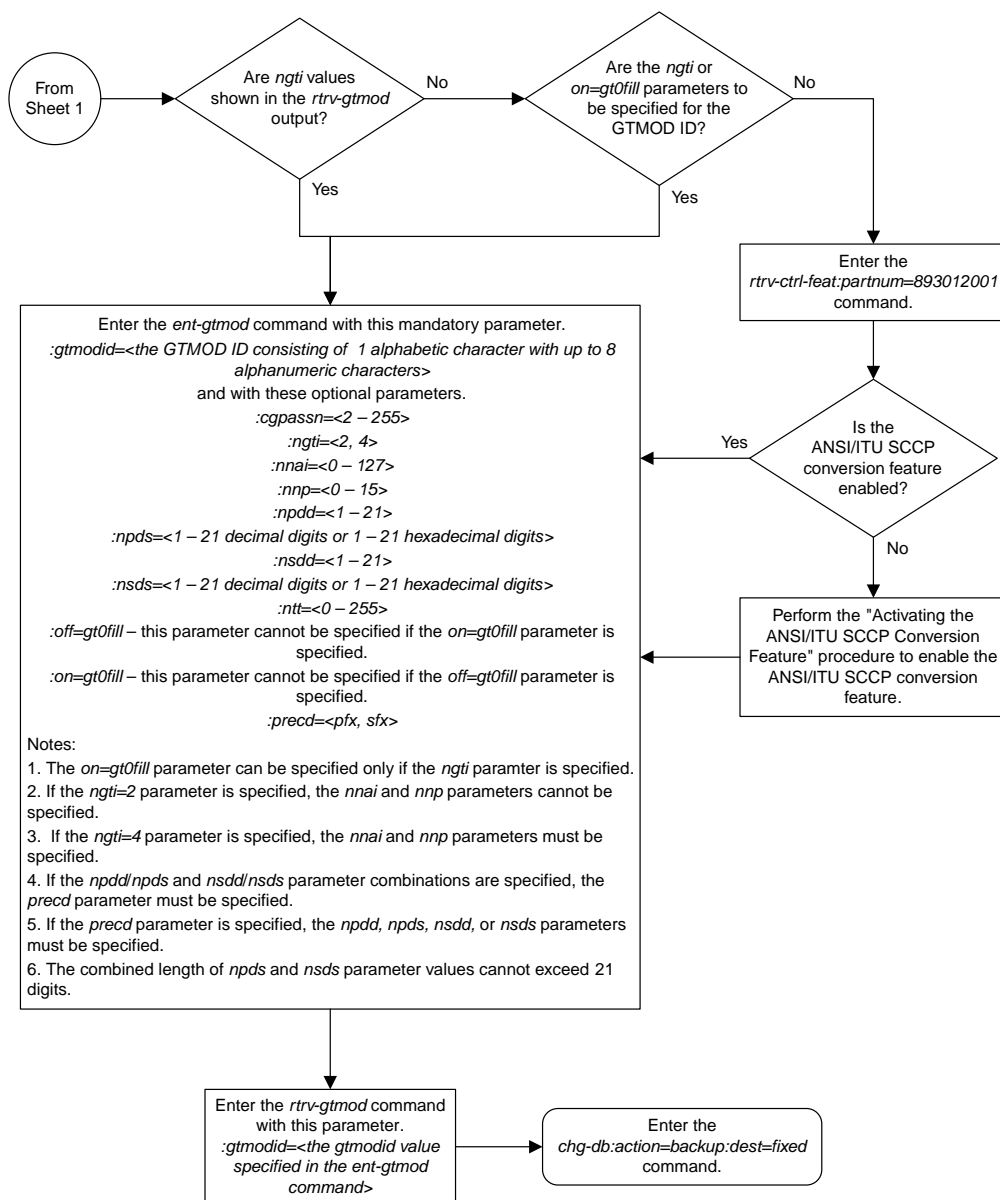 From
Sheet 1
Are ngti values
shown in the rtrv-gtmod
output?
No
Yes
Are the ngti or
on=gt0fill parameters to
be specified for the
GTMOD ID?
No
Yes
Enter the
rtrv-ctrl-feat:partnum=893012001
command.
Is the
ANSI/ITU SCCP
conversion feature
enabled?
Yes
No
Perform the "Activating the
ANSI/ITU SCCP Conversion
Feature" procedure to enable the
ANSI/ITU SCCP conversion
feature.
Enter the ent-gtmod command with this mandatory parameter.
:gtmodid=<the GTMOD ID consisting of 1 alphabetic character with up to 8
alphanumeric characters>
and with these optional parameters.
:cgpassn=<2 – 255>
:ngti=<2, 4>
:nnai=<0 – 127>
:nnp=<0 – 15>
:npdd=<1 – 21>
:npds=<1 – 21 decimal digits or 1 – 21 hexadecimal digits>
:nsdd=<1 – 21>
:nsds=<1 – 21 decimal digits or 1 – 21 hexadecimal digits>
:ntt=<0 – 255>
:off=gt0fill – this parameter cannot be specified if the on=gt0fill parameter is
specified.
:on=gt0fill – this parameter cannot be specified if the off=gt0fill parameter is
specified.
:precd=<pfx, sfx>
Notes:
1. The on=gt0fill parameter can be specified only if the ngti paramter is specified.
2. If the ngti=2 parameter is specified, the nnai and nnp parameters cannot be
specified.
3. If the ngti=4 parameter is specified, the nnai and nnp parameters must be
specified.
4. If the npdd/npds and nsdd/nsds parameter combinations are specified, the
precd parameter must be specified.
5. If the precd parameter is specified, the npdd, npds, nsdd, or nsds parameters
must be specified.
6. The combined length of npds and nsds parameter values cannot exceed 21
digits.
Enter the rtrv-gtmod command
with this parameter.
:gtmodid=<the gtmodid value
specified in the ent-gtmod
command>
Enter the
chg-db:action=backup:dest=fixed
command.